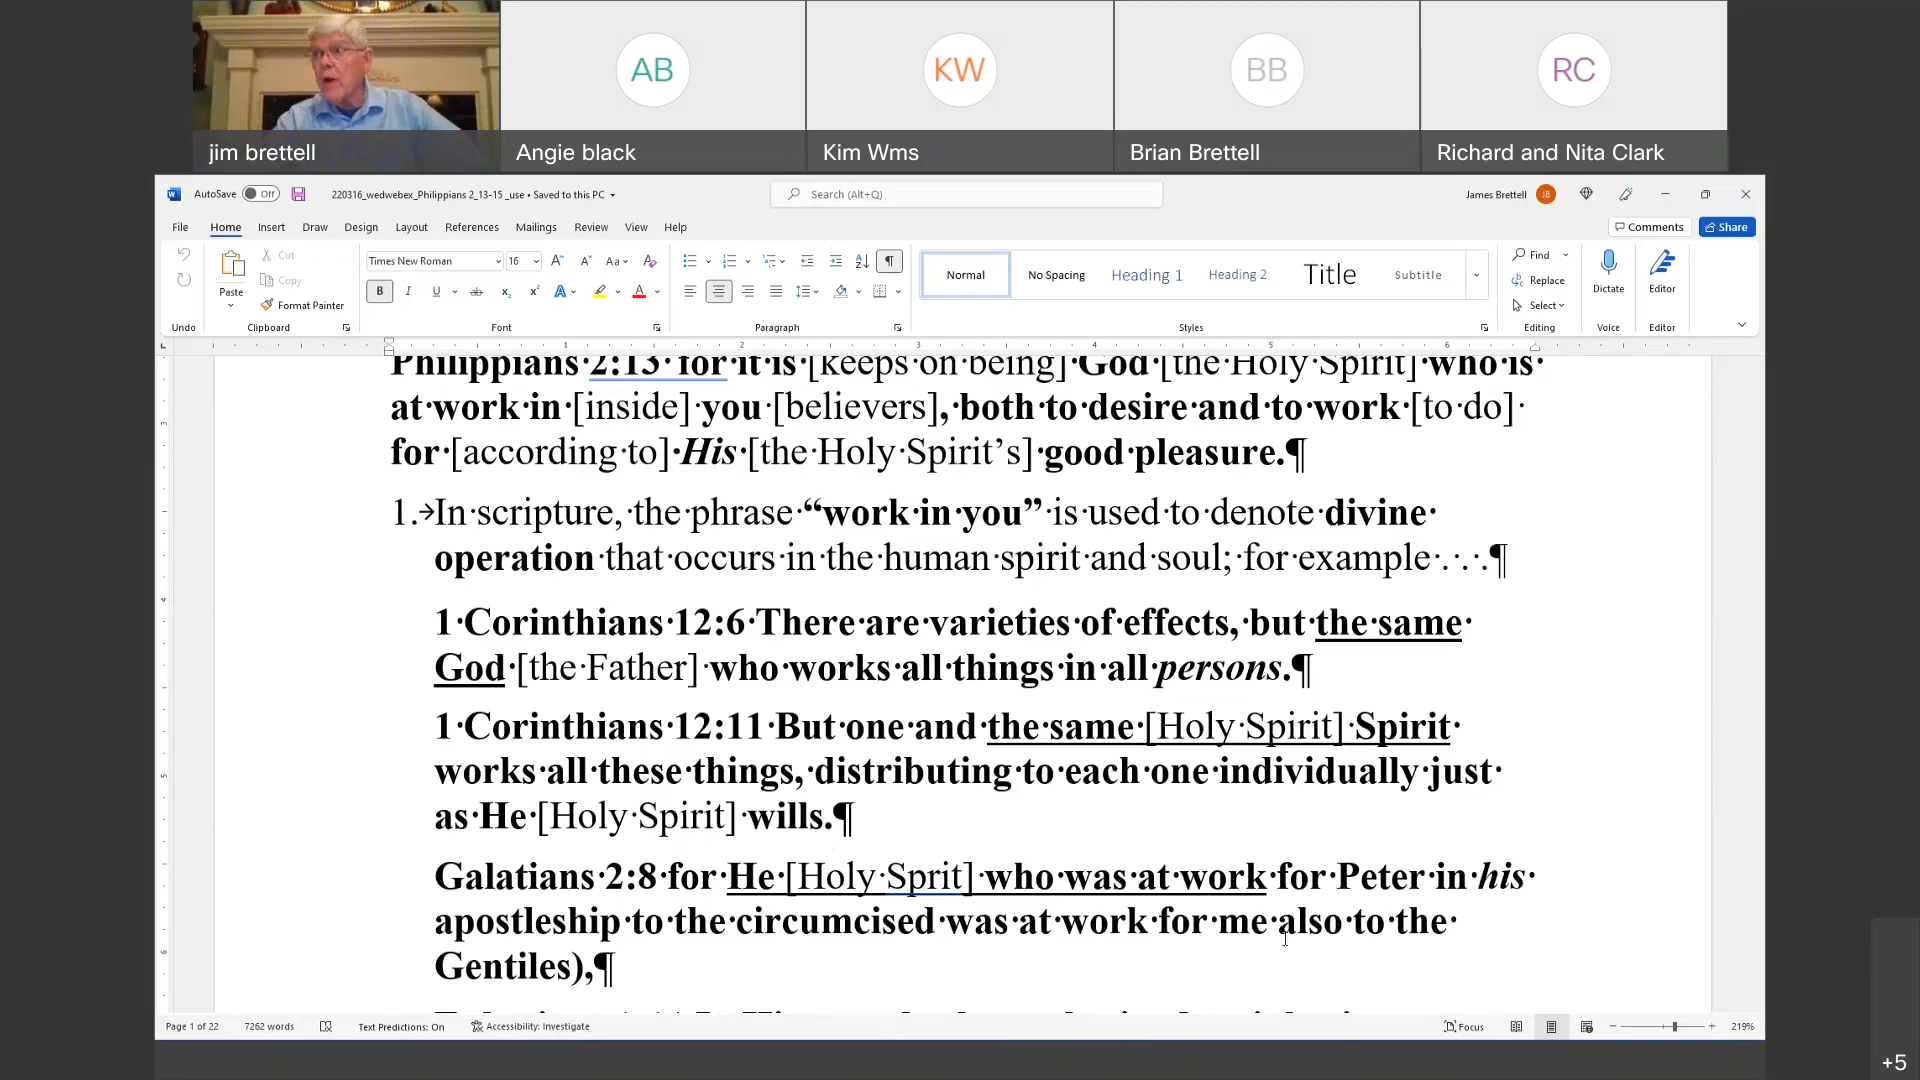 AB
KW
BB
RC
jim brettell
Angie black
Kim Wms
Brian Brettell
Richard and Nita Clark
AutoSave Off
220316_wedwebex_Philippians 2_13-15 _use • Saved to this PC
Search (Alt+Q)
James Brettell JB
File Home Insert Draw Design Layout References Mailings Review View Help
Comments Share
Paste
Cut
Copy
Format Painter
Times New Roman 16
Normal
No Spacing
Heading 1
Heading 2
Title
Subtitle
Find
Replace
Select
Dictate
Editor
Undo Clipboard Font Paragraph Styles Editing Voice Editor
1 2 3 4 5 6
Philippians·2:13··for·it·is·[keeps·on·being]·God·[the·Holy·Spirit]·who·is·
at·work·in·[inside]·you·[believers],·both·to·desire·and·to·work·[to·do]·
for·[according·to]·His·[the·Holy·Spirit’s]·good·pleasure.¶
1.→In·scripture,·the·phrase·“work·in·you”·is·used·to·denote·divine·
operation·that·occurs·in·the·human·spirit·and·soul;·for·example·.·.·.¶
1·Corinthians·12:6·There·are·varieties·of·effects,·but·the·same·
God·[the·Father]·who·works·all·things·in·all·persons.¶
1·Corinthians·12:11·But·one·and·the·same·[Holy·Spirit]·Spirit·
works·all·these·things,·distributing·to·each·one·individually·just·
as·He·[Holy·Spirit]·wills.¶
Galatians·2:8·for·He·[Holy·Sprit]·who·was·at·work·for·Peter·in·his·
apostleship·to·the·circumcised·was·at·work·for·me·also·to·the·
Gentiles),¶
Page 1 of 22 7262 words Text Predictions: On Accessibility: Investigate
Focus 219%
+5